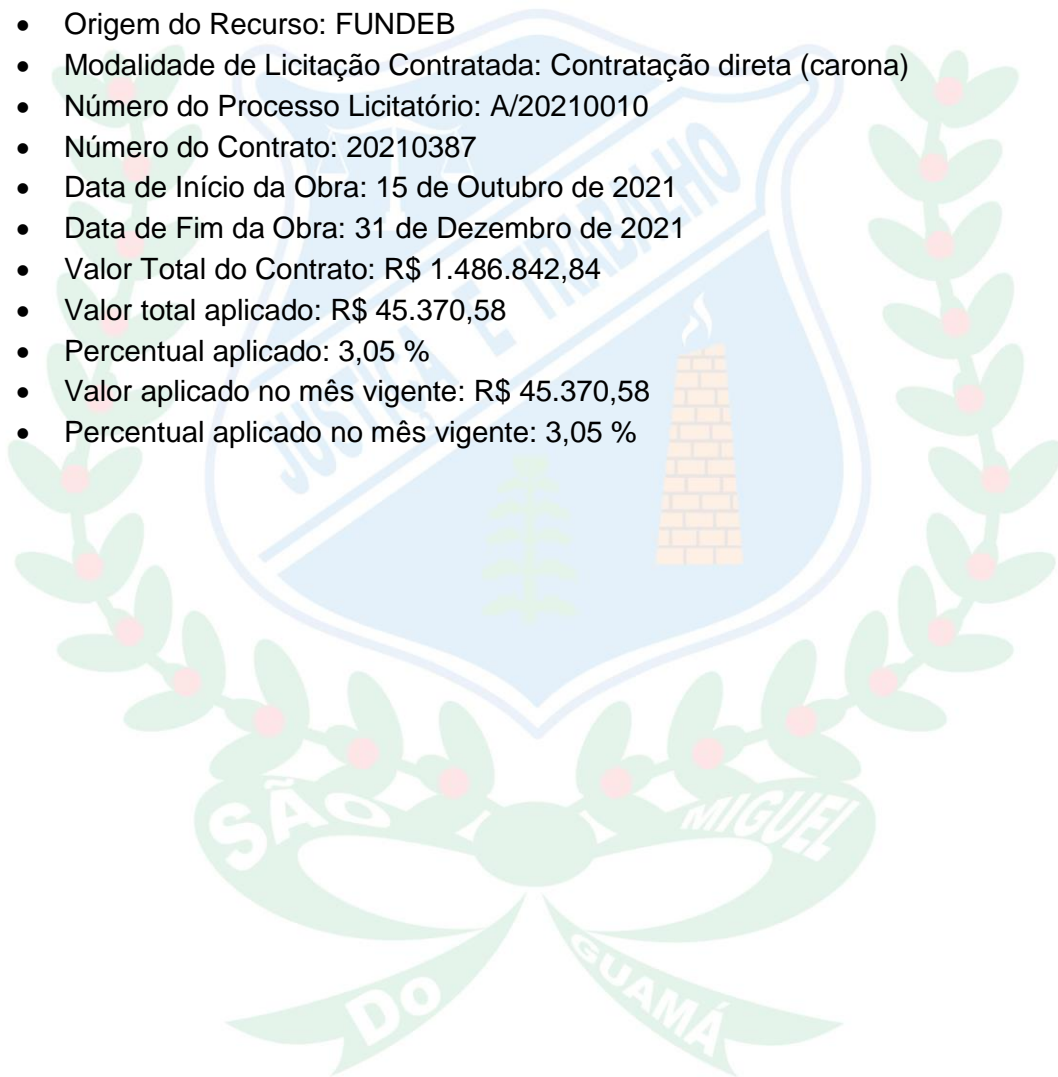 • Origem do Recurso: FUNDEB
• Modalidade de Licitação Contratada: Contratação direta (carona)
• Número do Processo Licitatório: A/20210010
• Número do Contrato: 20210387
• Data de Início da Obra: 15 de Outubro de 2021
• Data de Fim da Obra: 31 de Dezembro de 2021
• Valor Total do Contrato: R$ 1.486.842,84
• Valor total aplicado: R$ 45.370,58
• Percentual aplicado: 3,05 %
• Valor aplicado no mês vigente: R$ 45.370,58
• Percentual aplicado no mês vigente: 3,05 %
JUSTIÇA E TRABALHO
SÃO MIGUEL
DO GUAMÁ